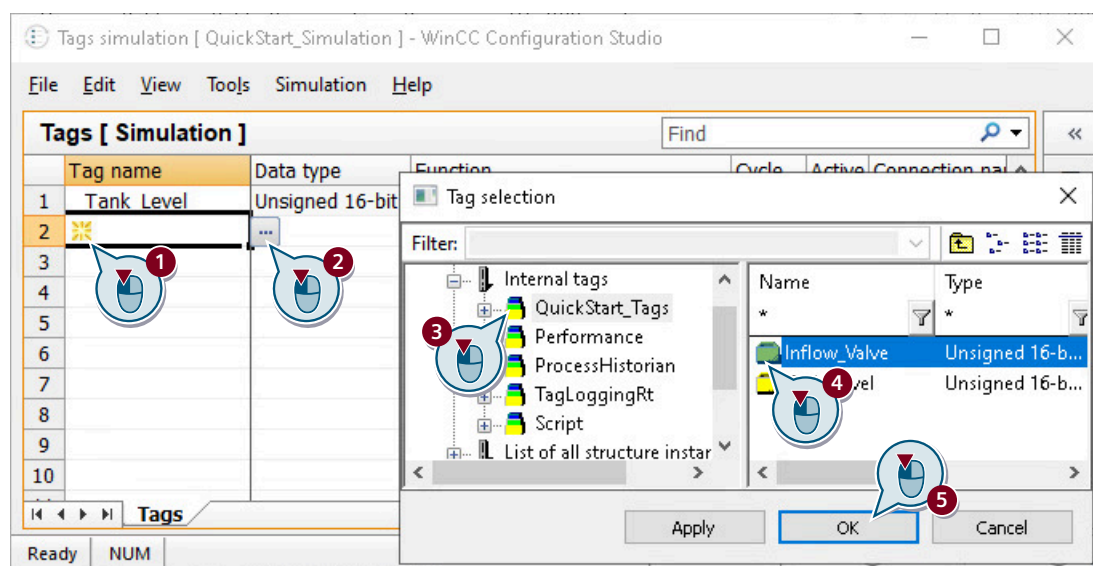 Tags simulation [ QuickStart_Simulation ] - WinCC Configuration Studio
File Edit View Tools Simulation Help
Tags [ Simulation ]
Find
Tag name Data type Function Cycle Active Connection
1 Tank_Level Unsigned 16-bit
2 ...
3
4
5
6
7
8
9
10
Tags
Ready NUM
Tag selection
Filter:
Internal tags
QuickStart_Tags
Performance
ProcessHistorian
TagLoggingRt
Script
List of all structure instar
Name Type
* *
Inflow_Valve Unsigned 16-b...
Unsigned 16-b...
Apply OK Cancel
1
2
3
4
5